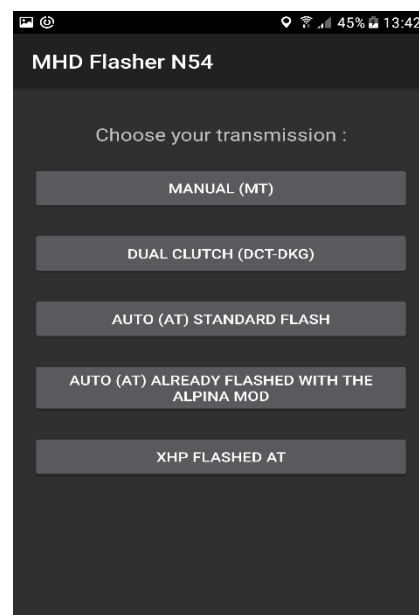 45% 13:42
MHD Flasher N54
Choose your transmission :
MANUAL (MT)
DUAL CLUTCH (DCT-DKG)
AUTO (AT) STANDARD FLASH
AUTO (AT) ALREADY FLASHED WITH THE
ALPINA MOD
XHP FLASHED AT